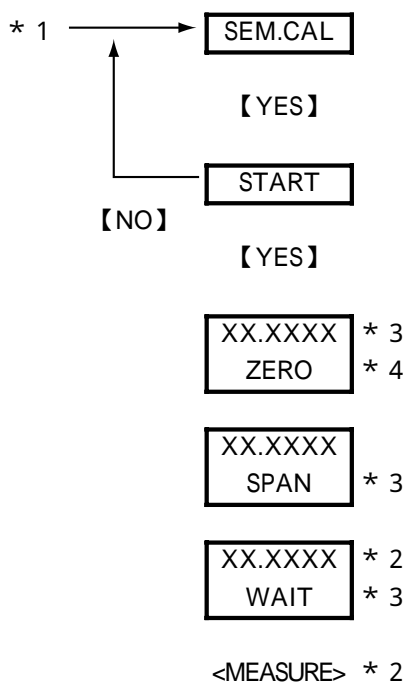 * 1 SEM.CAL
【YES】
START
【NO】
【YES】
XX.XXXX * 3
ZERO * 4
XX.XXXX
SPAN * 3
XX.XXXX * 2
WAIT * 3
<MEASURE> * 2